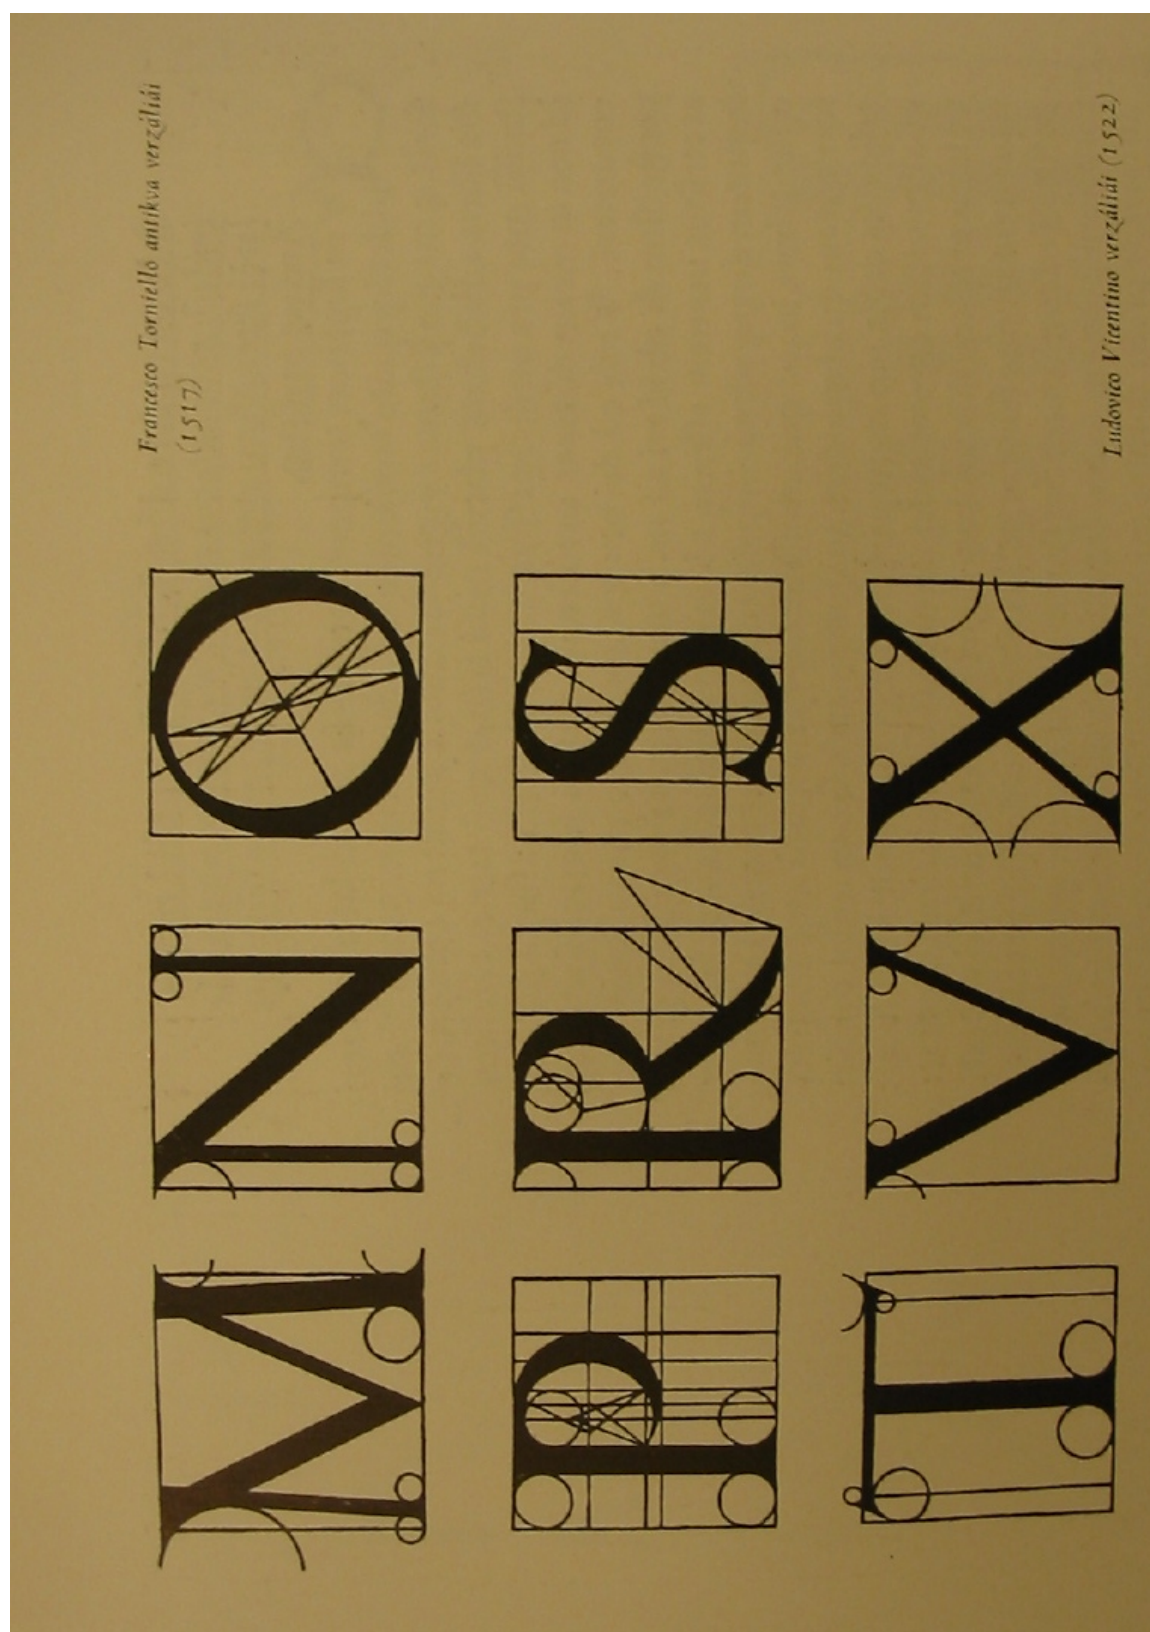 M N O
Francesco Torniello antikva verzáliái
(1517)
P R S
T V X
Ludovico Vicentino verzáliái (1522)